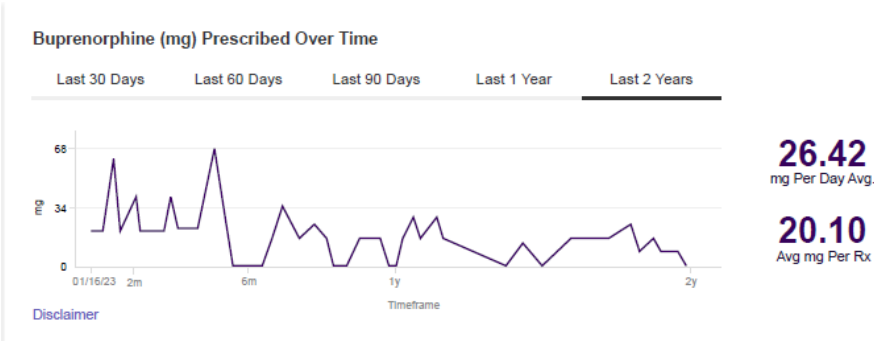 Buprenorphine (mg) Prescribed Over Time
Last 30 Days Last 60 Days Last 90 Days Last 1 Year Last 2 Years
68
34
0
mg
01/16/23 2m 6m 1y 2y
Timeframe
Disclaimer
26.42
mg Per Day Avg.
20.10
Avg mg Per Rx